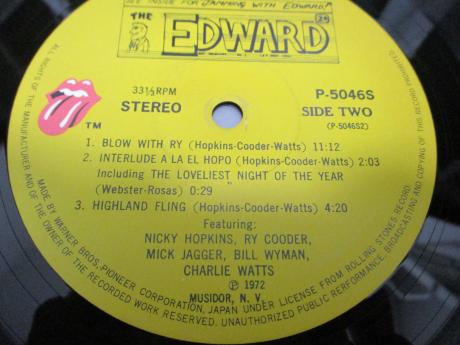 SEE INSIDE FOR "JAMMING WITH EDWARD!"
THE EDWARD 25
33⅓ RPM
STEREO
P-5046S
SIDE TWO
(P-5046S2)
TM
1. BLOW WITH RY (Hopkins-Cooder-Watts) 11:12
2. INTERLUDE A LA EL HOPO (Hopkins-Cooder-Watts) 2:03
Including THE LOVELIEST NIGHT OF THE YEAR
(Webster-Rosas) 0:29
3. HIGHLAND FLING (Hopkins-Cooder-Watts) 4:20
Featuring:
NICKY HOPKINS, RY COODER,
MICK JAGGER, BILL WYMAN,
CHARLIE WATTS
Ⓟ 1972
MUSIDOR, N. V.
MADE BY WARNER BROS. PIONEER CORPORATION, JAPAN UNDER LICENSE FROM ROLLING STONES RECORD.
ALL RIGHTS OF THE MANUFACTURER AND OF THE OWNER OF THE RECORDED WORK RESERVED. UNAUTHORIZED PUBLIC PERFORMANCE, BROADCASTING AND COPYING OF THIS RECORD PROHIBITED.